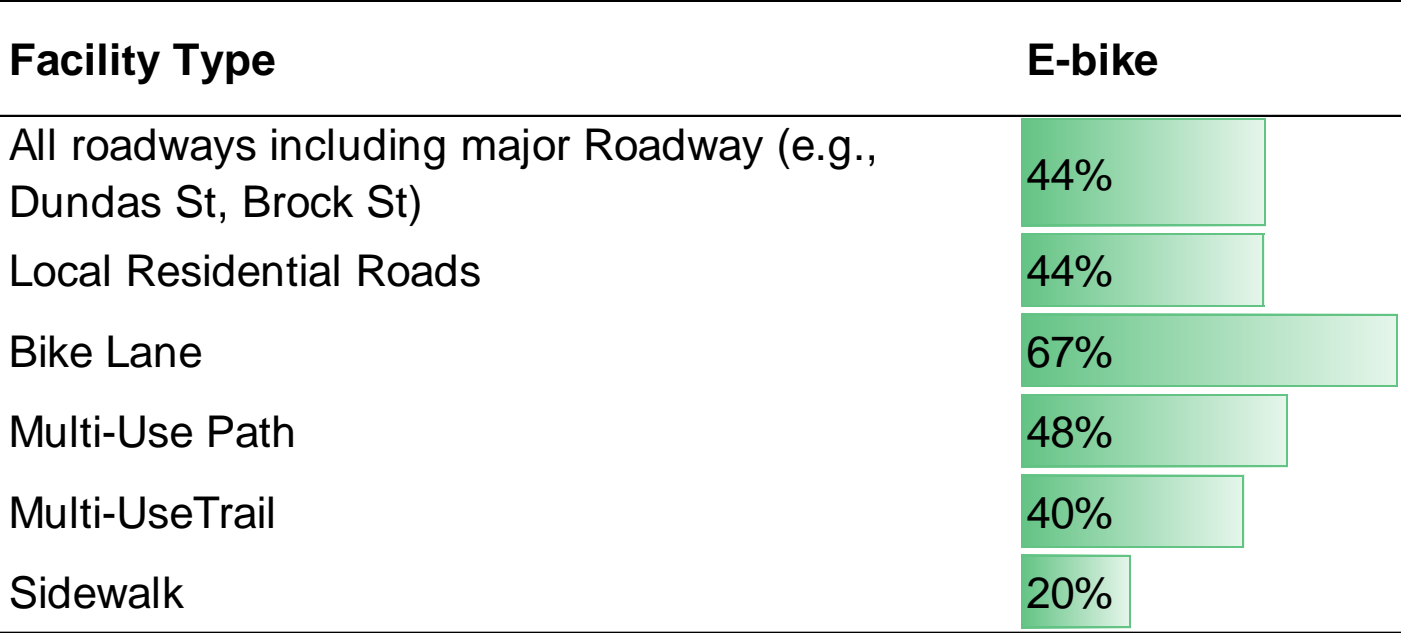 Facility Type E-bike
All roadways including major Roadway (e.g.,
Dundas St, Brock St) 44%
Local Residential Roads 44%
Bike Lane 67%
Multi-Use Path 48%
Multi-UseTrail 40%
Sidewalk 20%